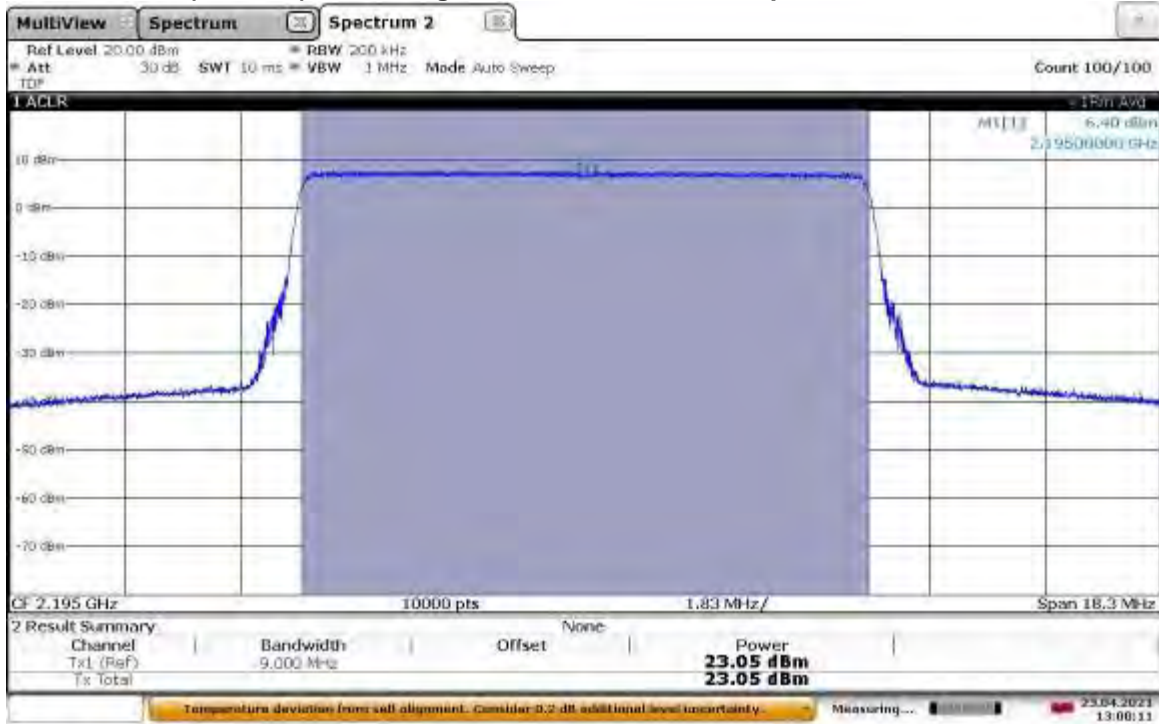 MultiView Spectrum Spectrum 2
Ref Level 20.00 dBm RBW 200 kHz
Att 30 dB SWT 10 ms VBW 1 MHz Mode Auto Sweep Count 100/100
TDF
1 ACLR 1Rm Avg
M1[1] 6.40 dBm
2.19500000 GHz
10 dBm
0 dBm
-10 dBm
-20 dBm
-30 dBm
-50 dBm
-60 dBm
-70 dBm
CF 2.195 GHz 10000 pts 1.83 MHz/ Span 18.3 MHz
2 Result Summary None
Channel Bandwidth Offset Power
Tx1 (Ref) 9.000 MHz 23.05 dBm
Tx Total 23.05 dBm
Temperature deviation from self alignment. Consider 0.2 dB additional level uncertainty. Measuring... 23.04.2021
13:08:11